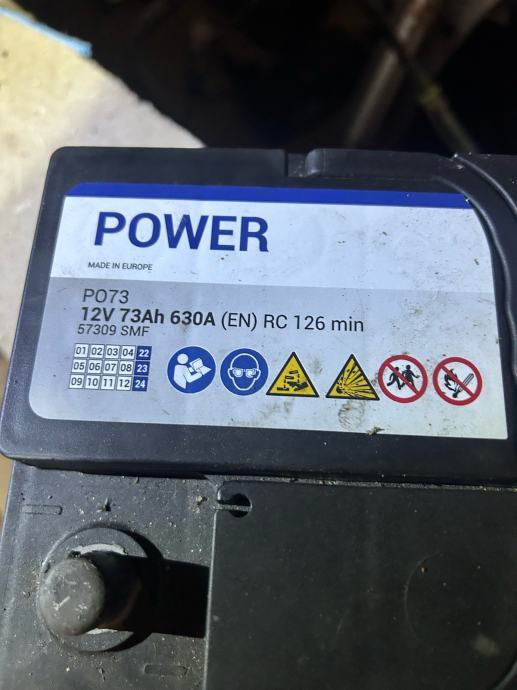 POWER
MADE IN EUROPE
PO73
12V 73Ah 630A (EN) RC 126 min
57309 SMF
01 02 03 04 22
05 06 07 08 23
09 10 11 12 24